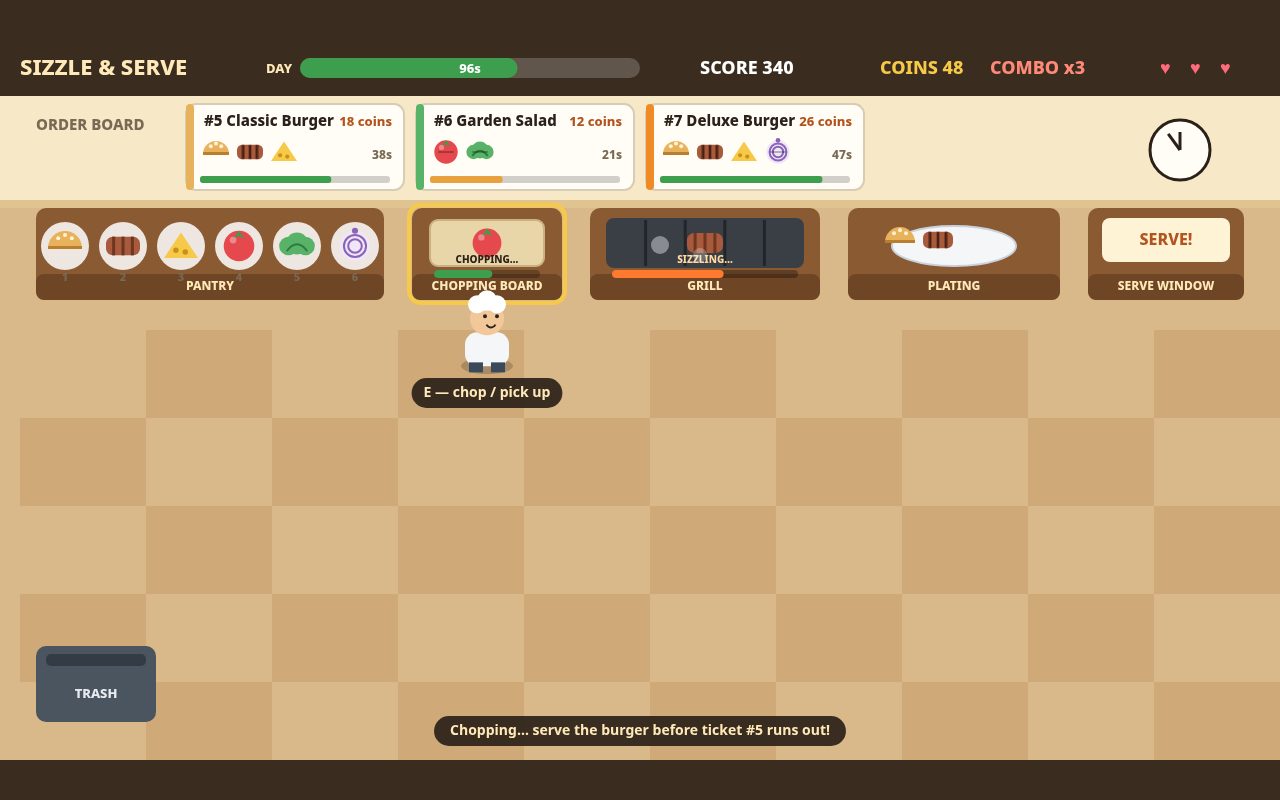 SIZZLE & SERVE
DAY
96s
SCORE 340
COINS 48
COMBO x3
ORDER BOARD
#5 Classic Burger 18 coins
38s
#6 Garden Salad 12 coins
21s
#7 Deluxe Burger 26 coins
47s
1 2 3 4 5 6
PANTRY
CHOPPING...
CHOPPING BOARD
SIZZLING...
GRILL
PLATING
SERVE!
SERVE WINDOW
E — chop / pick up
TRASH
Chopping... serve the burger before ticket #5 runs out!